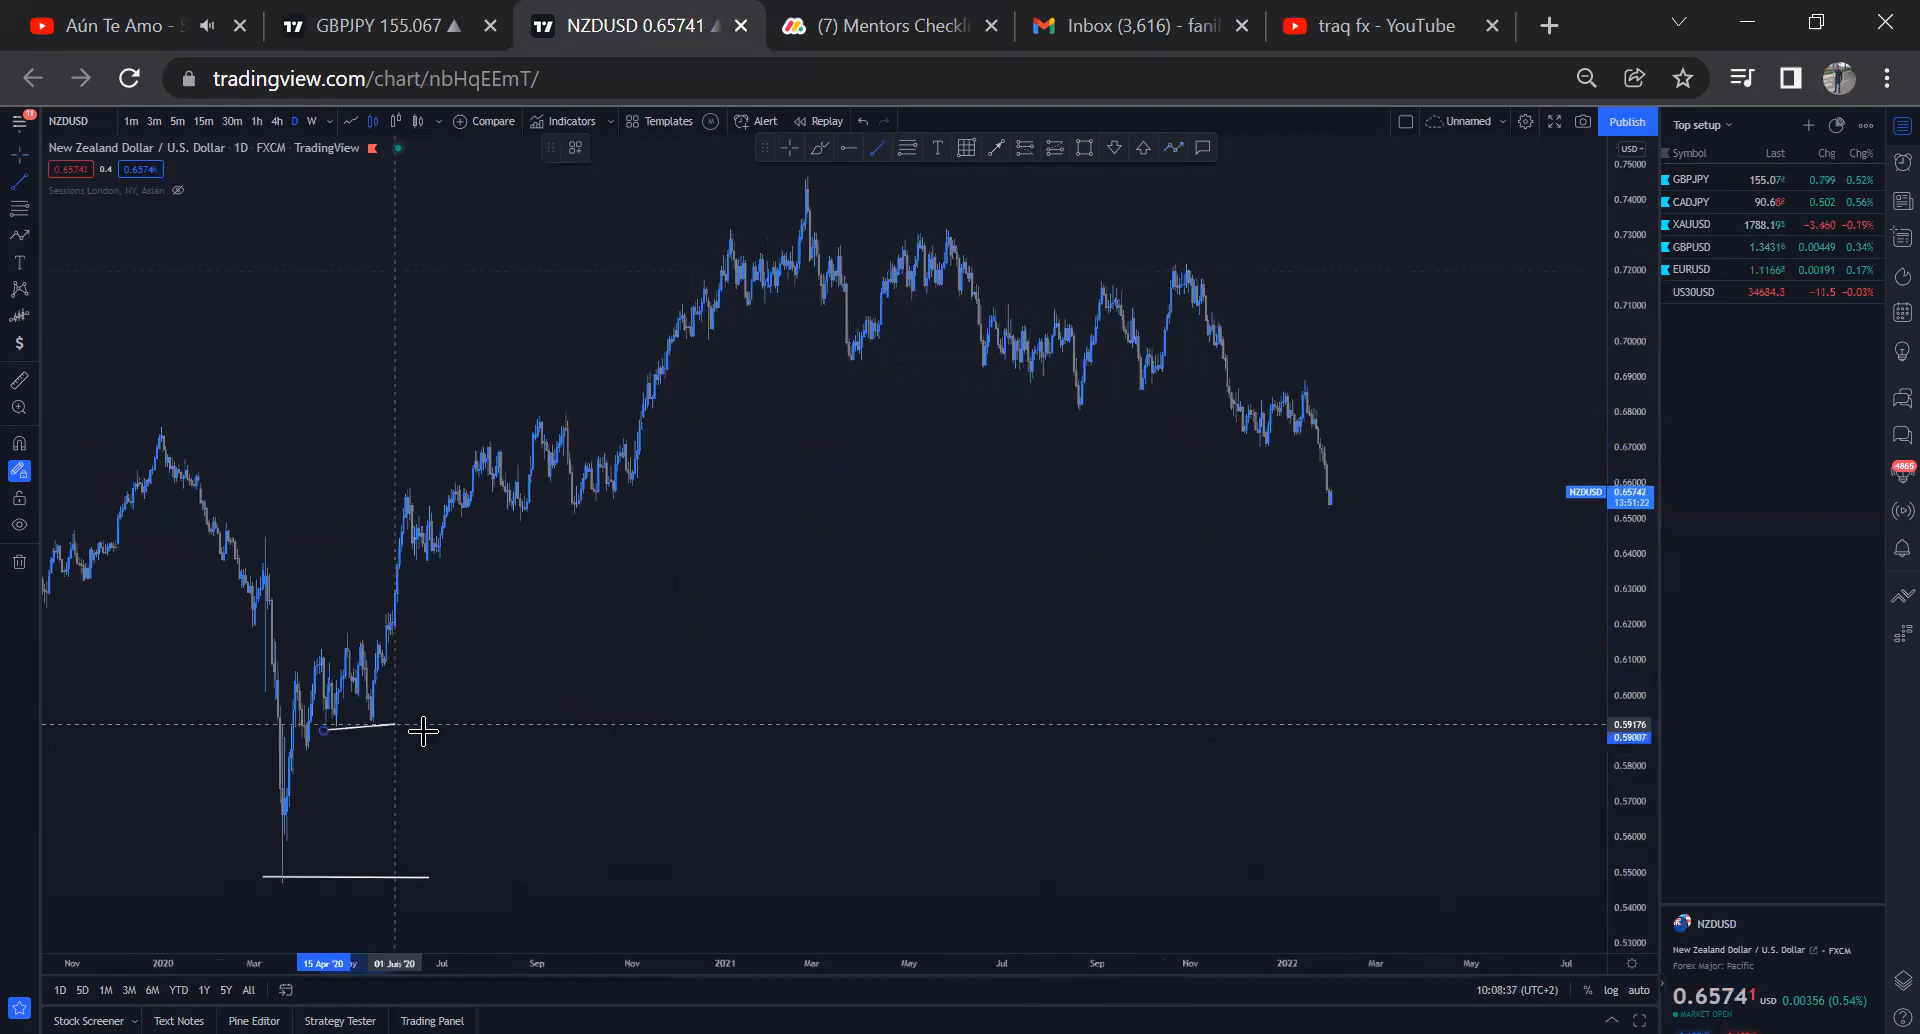 Aún Te Amo -
GBPJPY 155.067
NZDUSD 0.65741
(7) Mentors Checkli
Inbox (3,616) - fanil
traq fx - YouTube
tradingview.com/chart/nbHqEEmT/
11
NZDUSD
1m 3m 5m 15m 30m 1h 4h D W
Compare
Indicators
Templates
M
Alert
Replay
Unnamed
Publish
New Zealand Dollar / U.S. Dollar · 1D · FXCM · TradingView
0.65742 0.4 0.65746
Sessions London, NY, Asian
USD
0.75000
0.74000
0.73000
0.72000
0.71000
0.70000
0.69000
0.68000
0.67000
0.66000
NZDUSD 0.65742
13:51:22
0.65000
0.64000
0.63000
0.62000
0.61000
0.60000
0.59176
0.59007
0.58000
0.57000
0.56000
0.55000
0.54000
0.53000
Nov 2020 Mar 15 Apr '20 01 Jun '20 Jul Sep Nov 2021 Mar May Jul Sep Nov 2022 Mar May Jul
1D 5D 1M 3M 6M YTD 1Y 5Y All
10:08:37 (UTC+2) % log auto
Stock Screener Text Notes Pine Editor Strategy Tester Trading Panel
Top setup
Symbol Last Chg Chg%
GBPJPY 155.074 0.799 0.52%
CADJPY 90.688 0.502 0.56%
XAUUSD 1788.193 -3.460 -0.19%
GBPUSD 1.34316 0.00449 0.34%
EURUSD 1.11668 0.00191 0.17%
US30USD 34684.3 -11.5 -0.03%
4865
NZDUSD
New Zealand Dollar / U.S. Dollar · FXCM
Forex Major: Pacific
0.65741 USD 0.00356 (0.54%)
MARKET OPEN